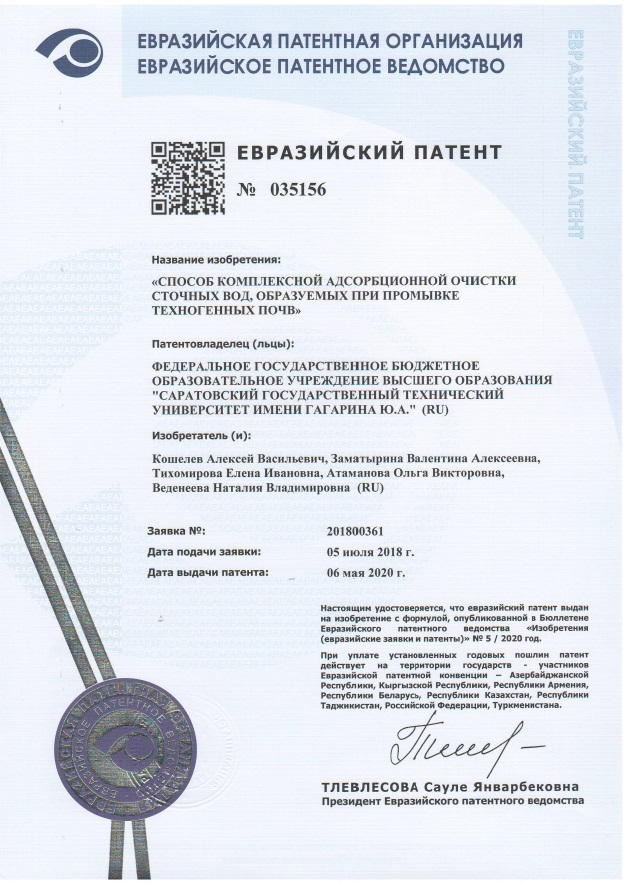 ЕВРАЗИЙСКАЯ ПАТЕНТНАЯ ОРГАНИЗАЦИЯ
ЕВРАЗИЙСКОЕ ПАТЕНТНОЕ ВЕДОМСТВО
ЕВРАЗИЙСКИЙ ПАТЕНТ
ЕВРАЗИЙСКИЙ ПАТЕНТ
№ 035156
Название изобретения:
«СПОСОБ КОМПЛЕКСНОЙ АДСОРБЦИОННОЙ ОЧИСТКИ
СТОЧНЫХ ВОД, ОБРАЗУЕМЫХ ПРИ ПРОМЫВКЕ
ТЕХНОГЕННЫХ ПОЧВ»
Патентовладелец (льцы):
ФЕДЕРАЛЬНОЕ ГОСУДАРСТВЕННОЕ БЮДЖЕТНОЕ
ОБРАЗОВАТЕЛЬНОЕ УЧРЕЖДЕНИЕ ВЫСШЕГО ОБРАЗОВАНИЯ
"САРАТОВСКИЙ ГОСУДАРСТВЕННЫЙ ТЕХНИЧЕСКИЙ
УНИВЕРСИТЕТ ИМЕНИ ГАГАРИНА Ю.А." (RU)
Изобретатель (и):
Кошелев Алексей Васильевич, Заматырина Валентина Алексеевна,
Тихомирова Елена Ивановна, Атаманова Ольга Викторовна,
Веденеева Наталия Владимировна (RU)
Заявка №: 201800361
Дата подачи заявки: 05 июля 2018 г.
Дата выдачи патента: 06 мая 2020 г.
Настоящим удостоверяется, что евразийский патент выдан
на изобретение с формулой, опубликованной в Бюллетене
Евразийского патентного ведомства «Изобретения
(евразийские заявки и патенты)» № 5 / 2020 год.
При уплате установленных годовых пошлин патент
действует на территории государств - участников
Евразийской патентной конвенции – Азербайджанской
Республики, Кыргызской Республики, Республики Армения,
Республики Беларусь, Республики Казахстан, Республики
Таджикистан, Российской Федерации, Туркменистана.
ТЛЕВЛЕСОВА Сауле Январбековна
Президент Евразийского патентного ведомства